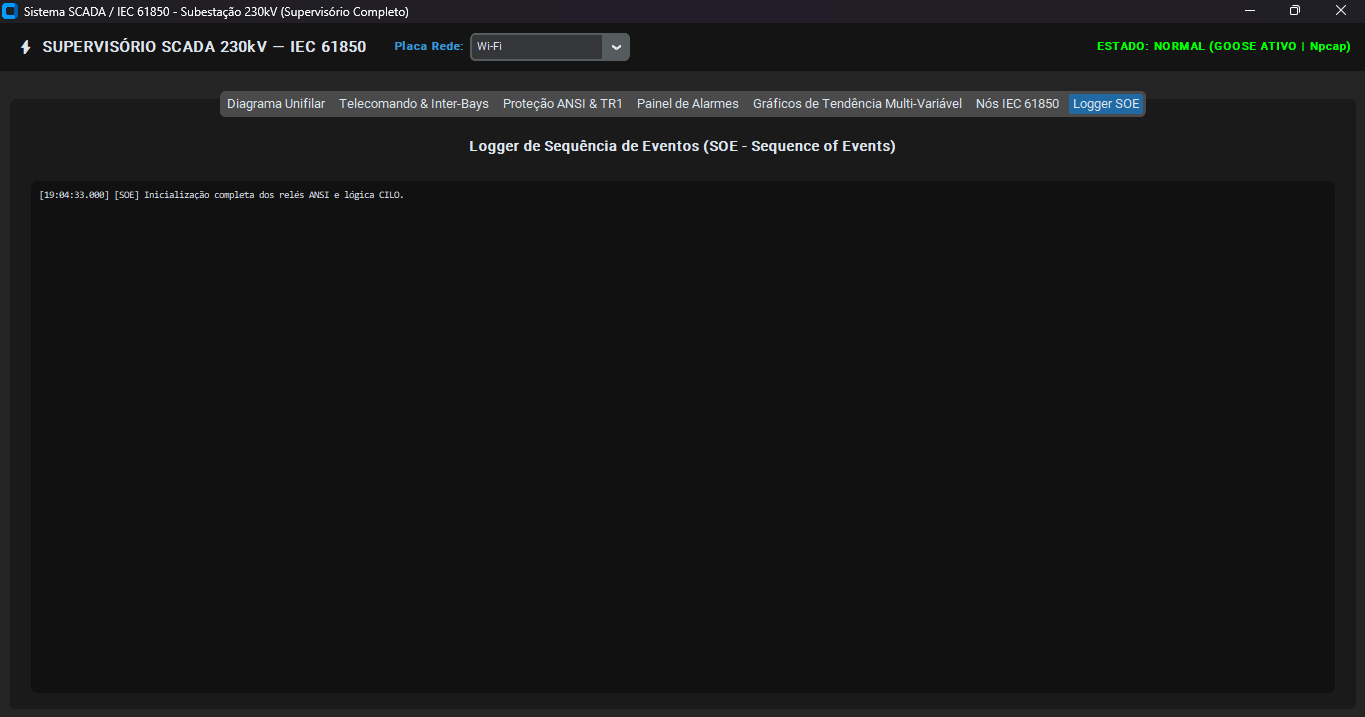 Sistema SCADA / IEC 61850 - Subestação 230kV (Supervisório Completo)
SUPERVISÓRIO SCADA 230kV — IEC 61850 Placa Rede: Wi-Fi ESTADO: NORMAL (GOOSE ATIVO | Npcap)
Diagrama Unifilar Telecomando & Inter-Bays Proteção ANSI & TR1 Painel de Alarmes Gráficos de Tendência Multi-Variável Nós IEC 61850 Logger SOE
Logger de Sequência de Eventos (SOE - Sequence of Events)
[19:04:33.000] [SOE] Inicialização completa dos relés ANSI e lógica CILO.